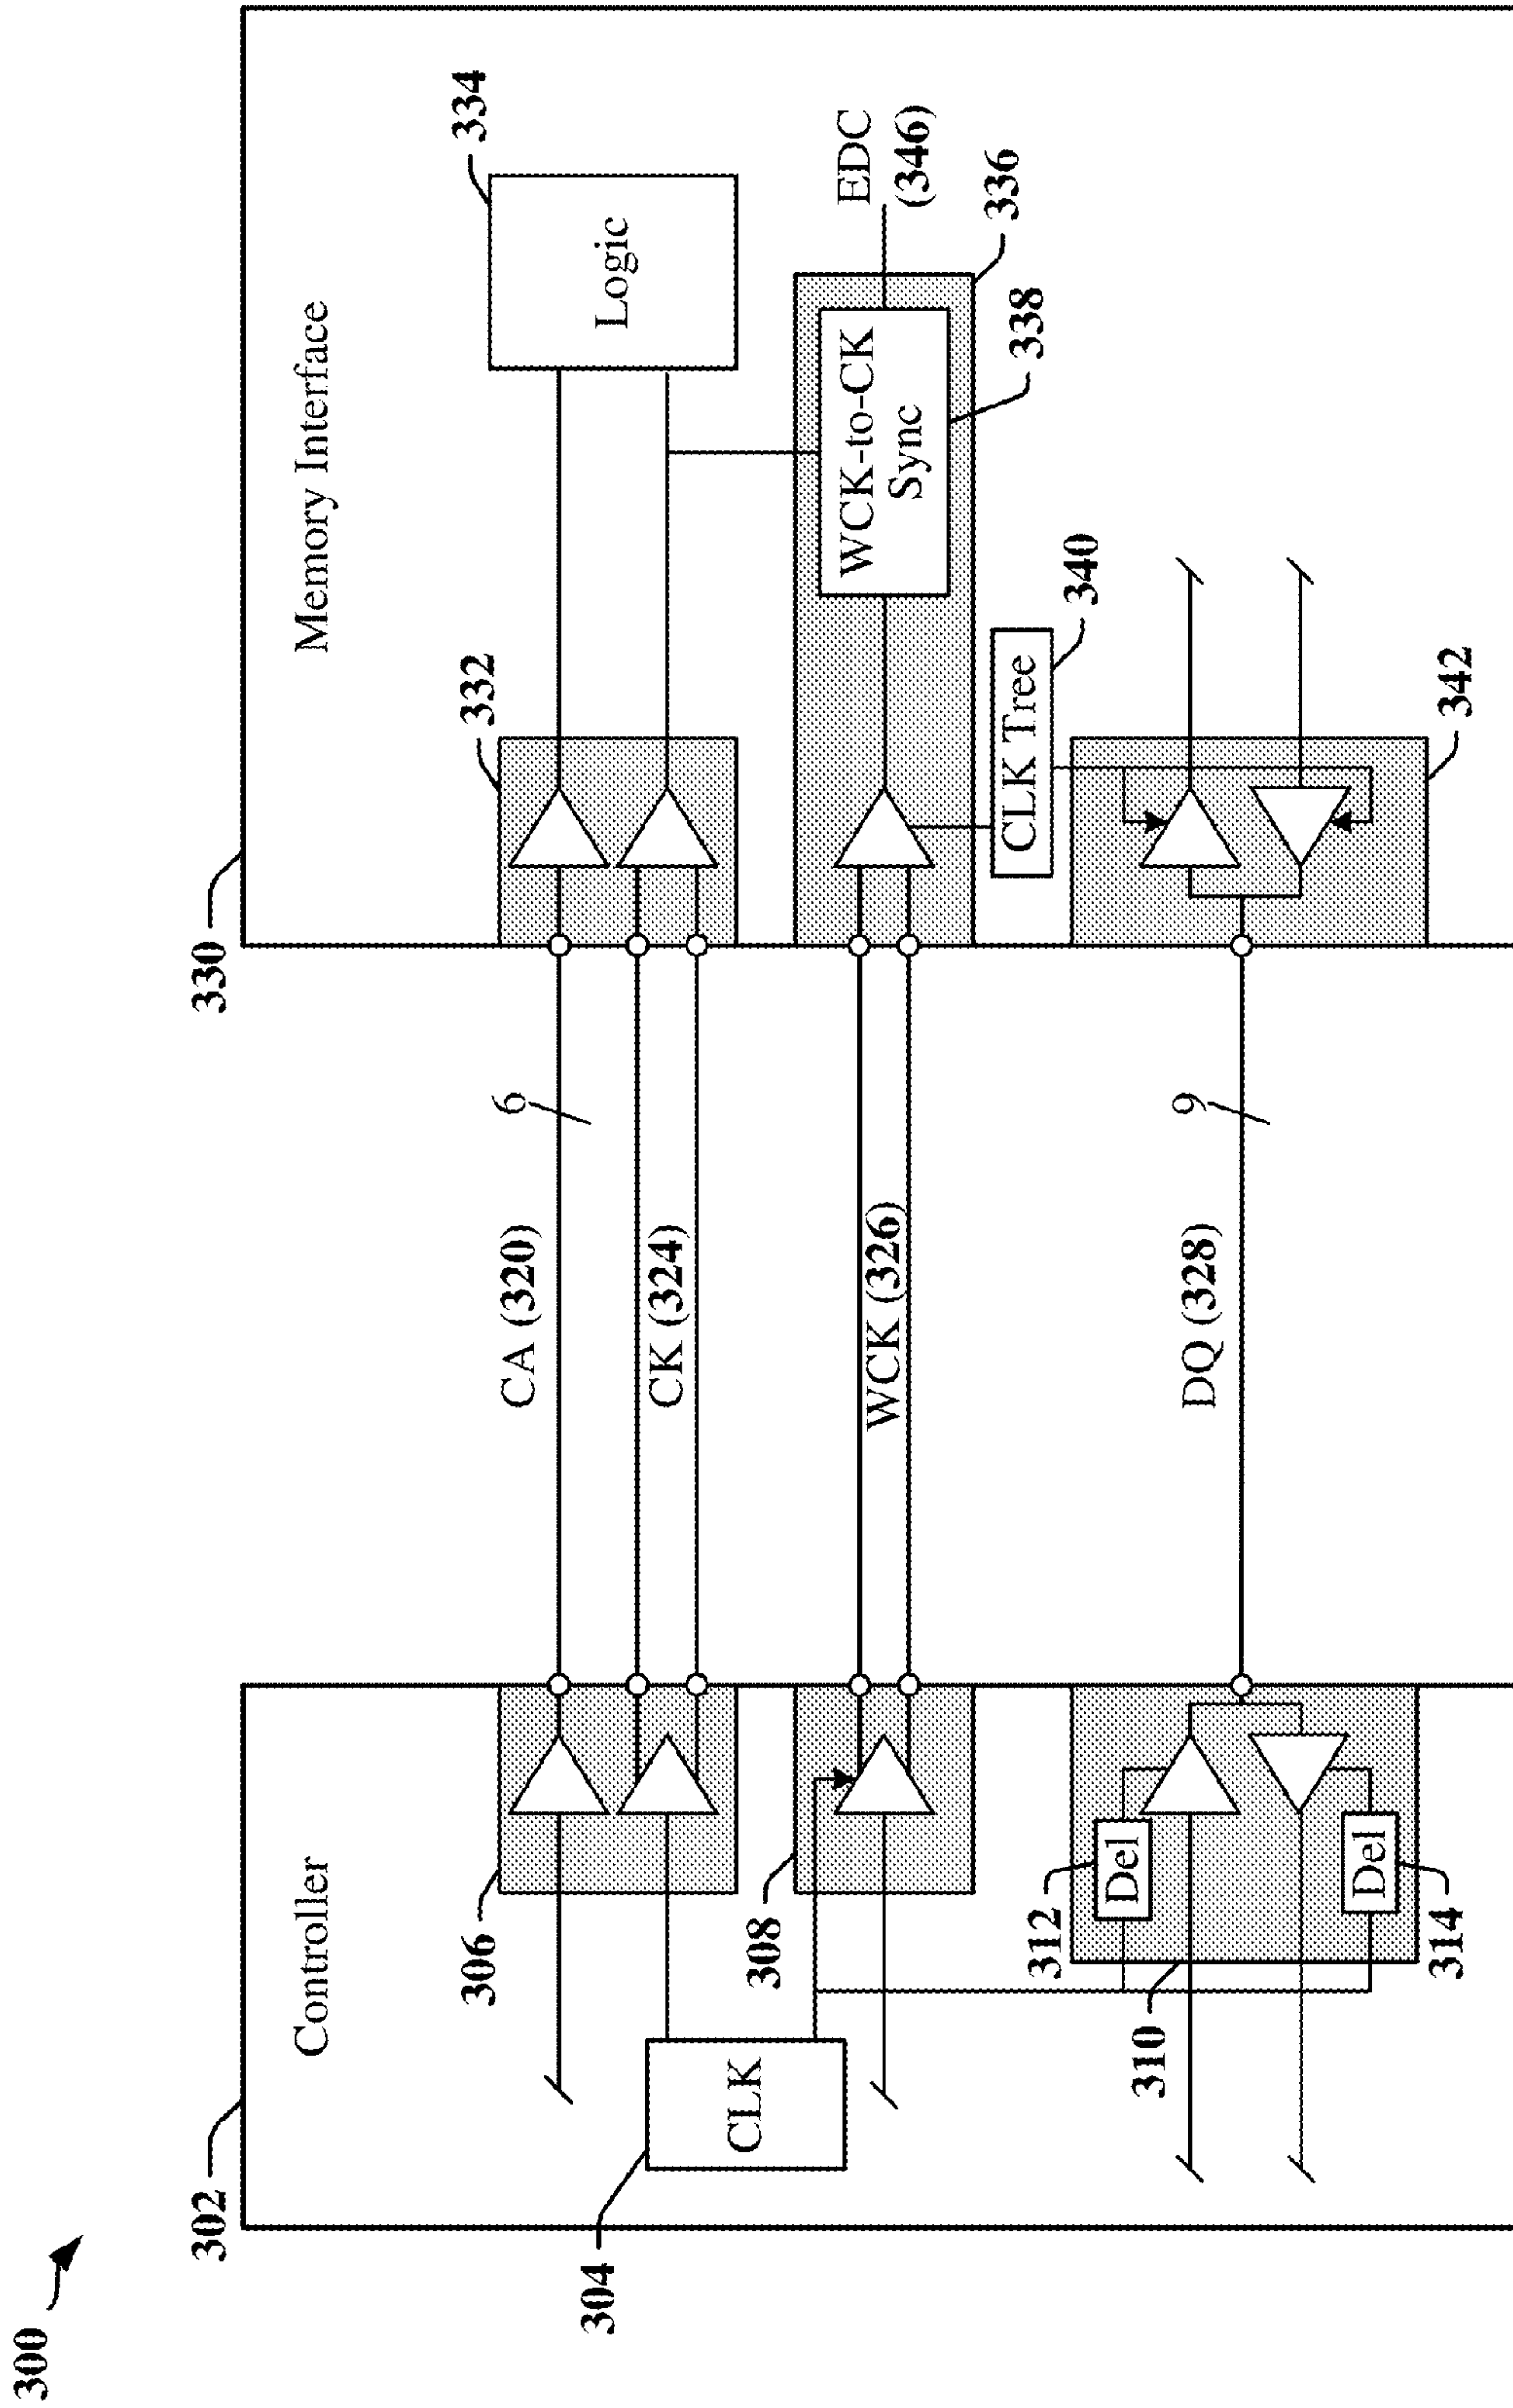 300
302
Controller
304
CLK
306
308
310
312
Del
Del
314
CA (320)
6
CK (324)
WCK (326)
DQ (328)
9
330
Memory Interface
332
334
Logic
EDC
(346)
336
WCK-to-CK
Sync
338
CLK Tree
340
342